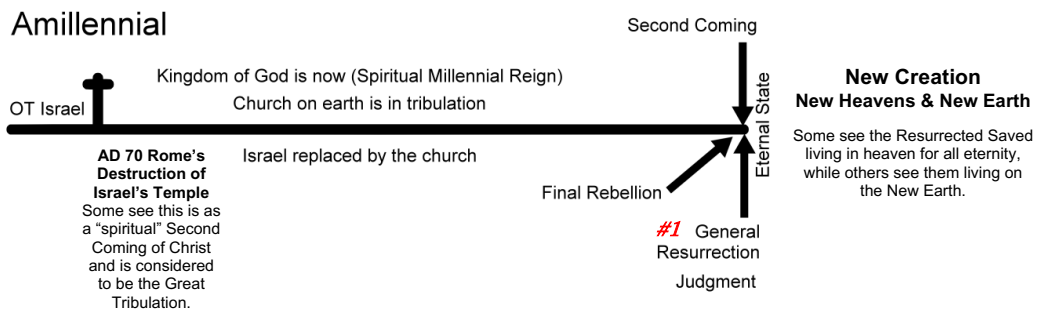 Amillennial
Second Coming
Kingdom of God is now (Spiritual Millennial Reign)
Church on earth is in tribulation
OT Israel
Eternal State
New Creation
New Heavens & New Earth
Some see the Resurrected Saved
living in heaven for all eternity,
while others see them living on
the New Earth.
AD 70 Rome’s
Destruction of
Israel’s Temple
Some see this is as
a “spiritual” Second
Coming of Christ
and is considered
to be the Great
Tribulation.
Israel replaced by the church
Final Rebellion
#1 General
Resurrection
Judgment